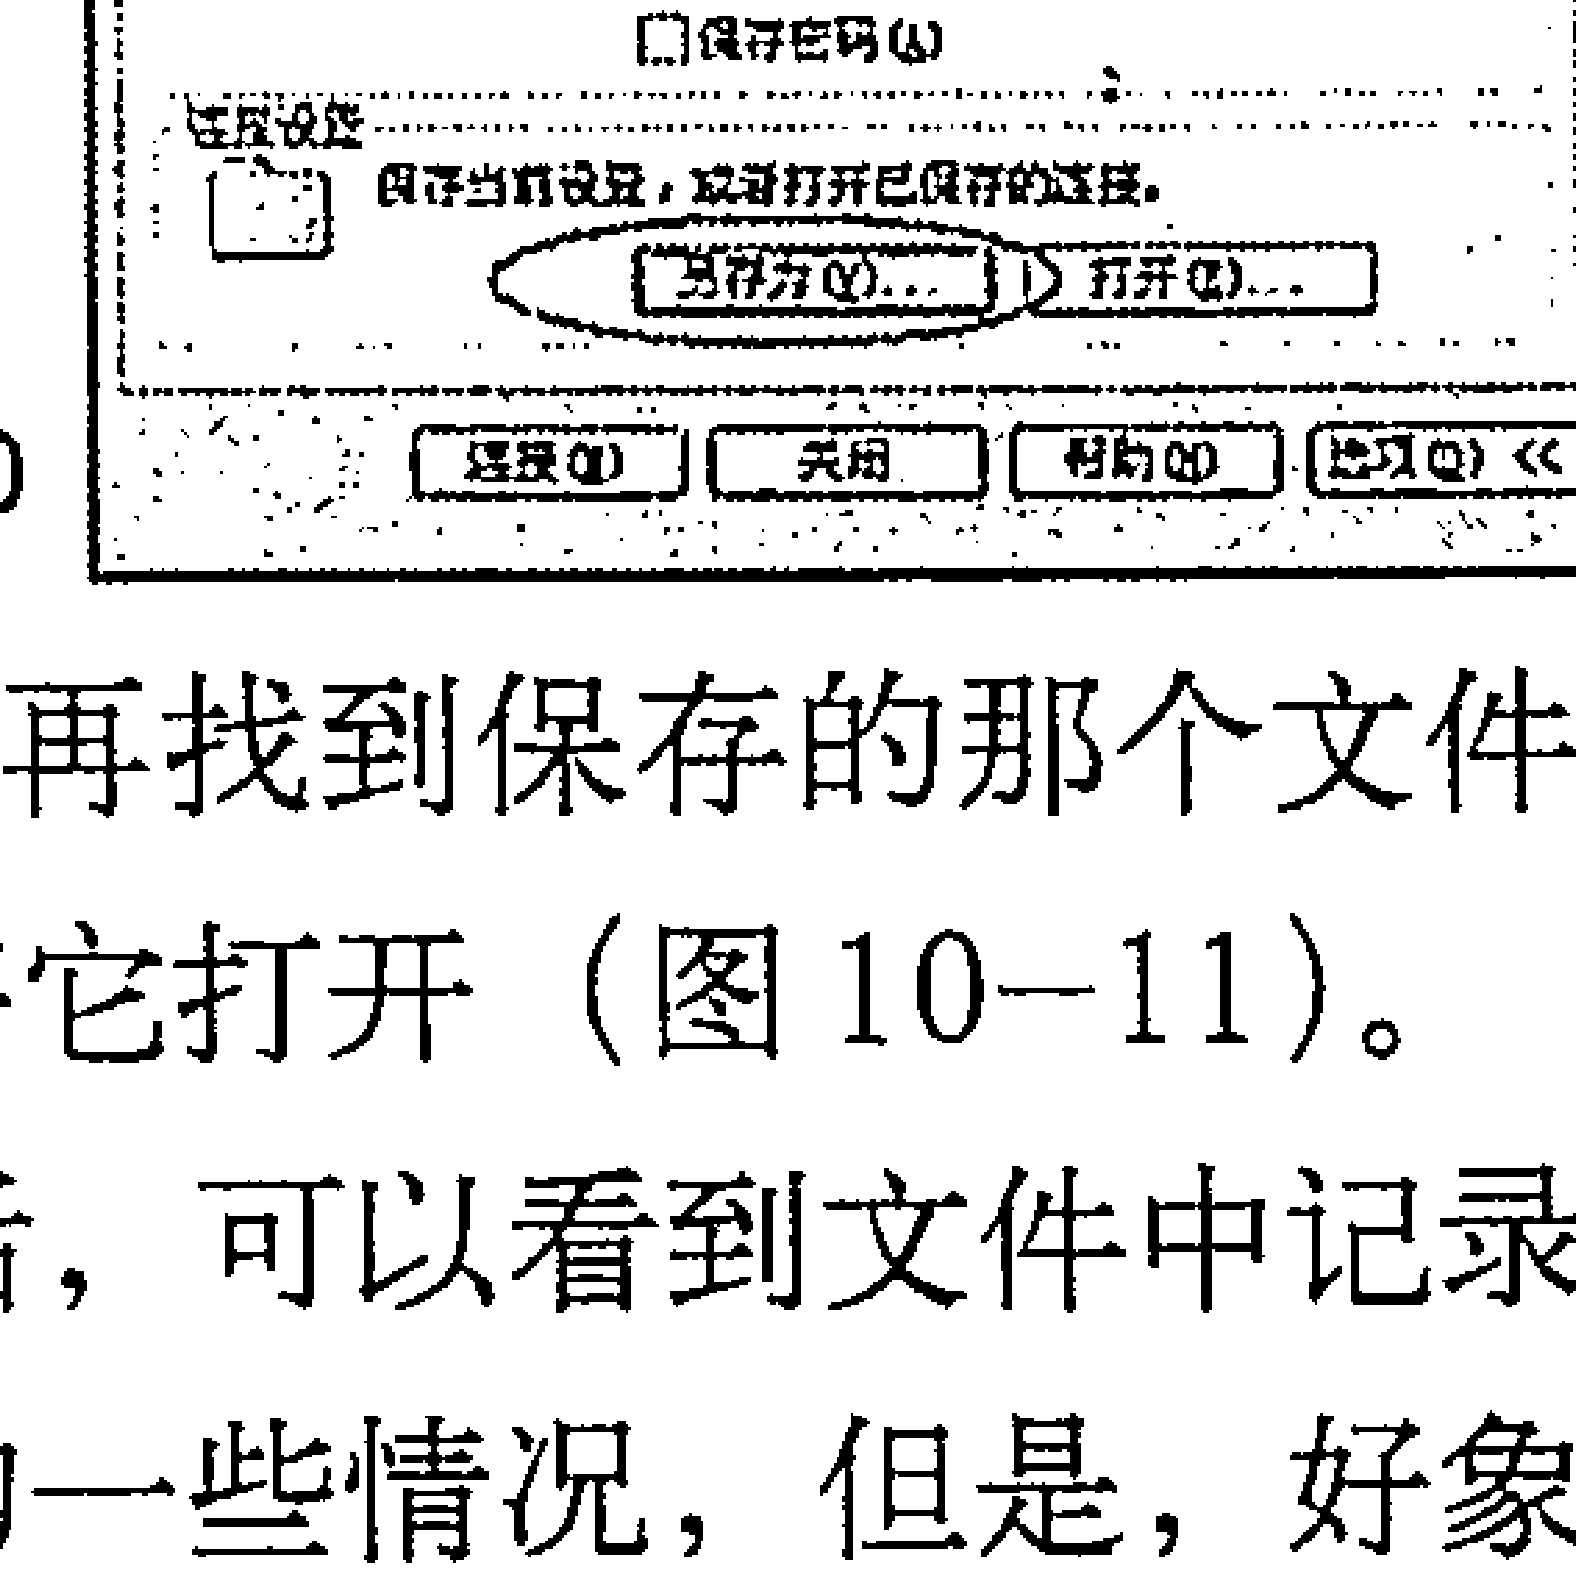 保存密码(A)
连接设置
保存当前设置，或者打开已保存的连接。
另存为(V)... 打开(E)...
连接(N) 关闭 帮助(H) 选项(O) <<
再找到保存的那个文件
它打开（图 10－11）。
，可以看到文件中记录
一些情况，但是，好象